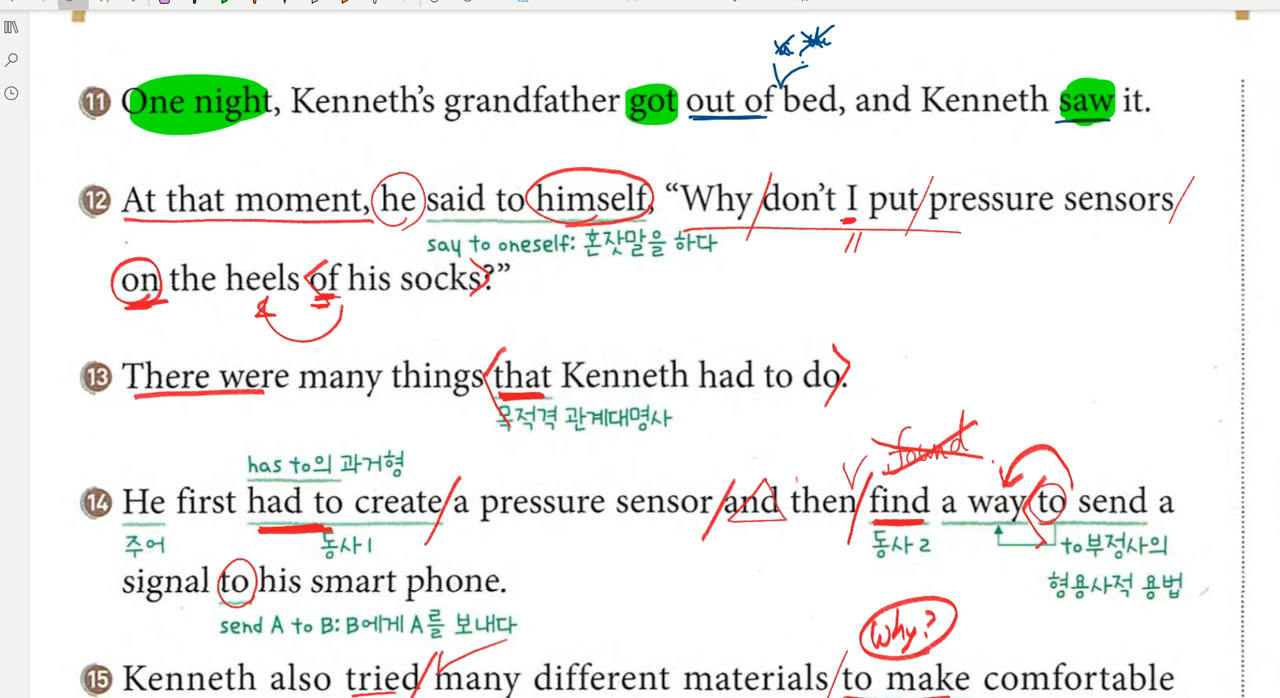 ⑪ One night, Kenneth's grandfather got out of bed, and Kenneth saw it.
⑫ At that moment, he said to himself, “Why don't I put pressure sensors
say to oneself: 혼잣말을 하다
on the heels of his socks?”
⑬ There were many things that Kenneth had to do.
목적격 관계대명사
found
has to의 과거형
⑭ He first had to create a pressure sensor and then find a way to send a
주어 동사1 동사2 to부정사의
형용사적 용법
signal to his smart phone.
send A to B: B에게 A를 보내다
Why?
⑮ Kenneth also tried many different materials to make comfortable